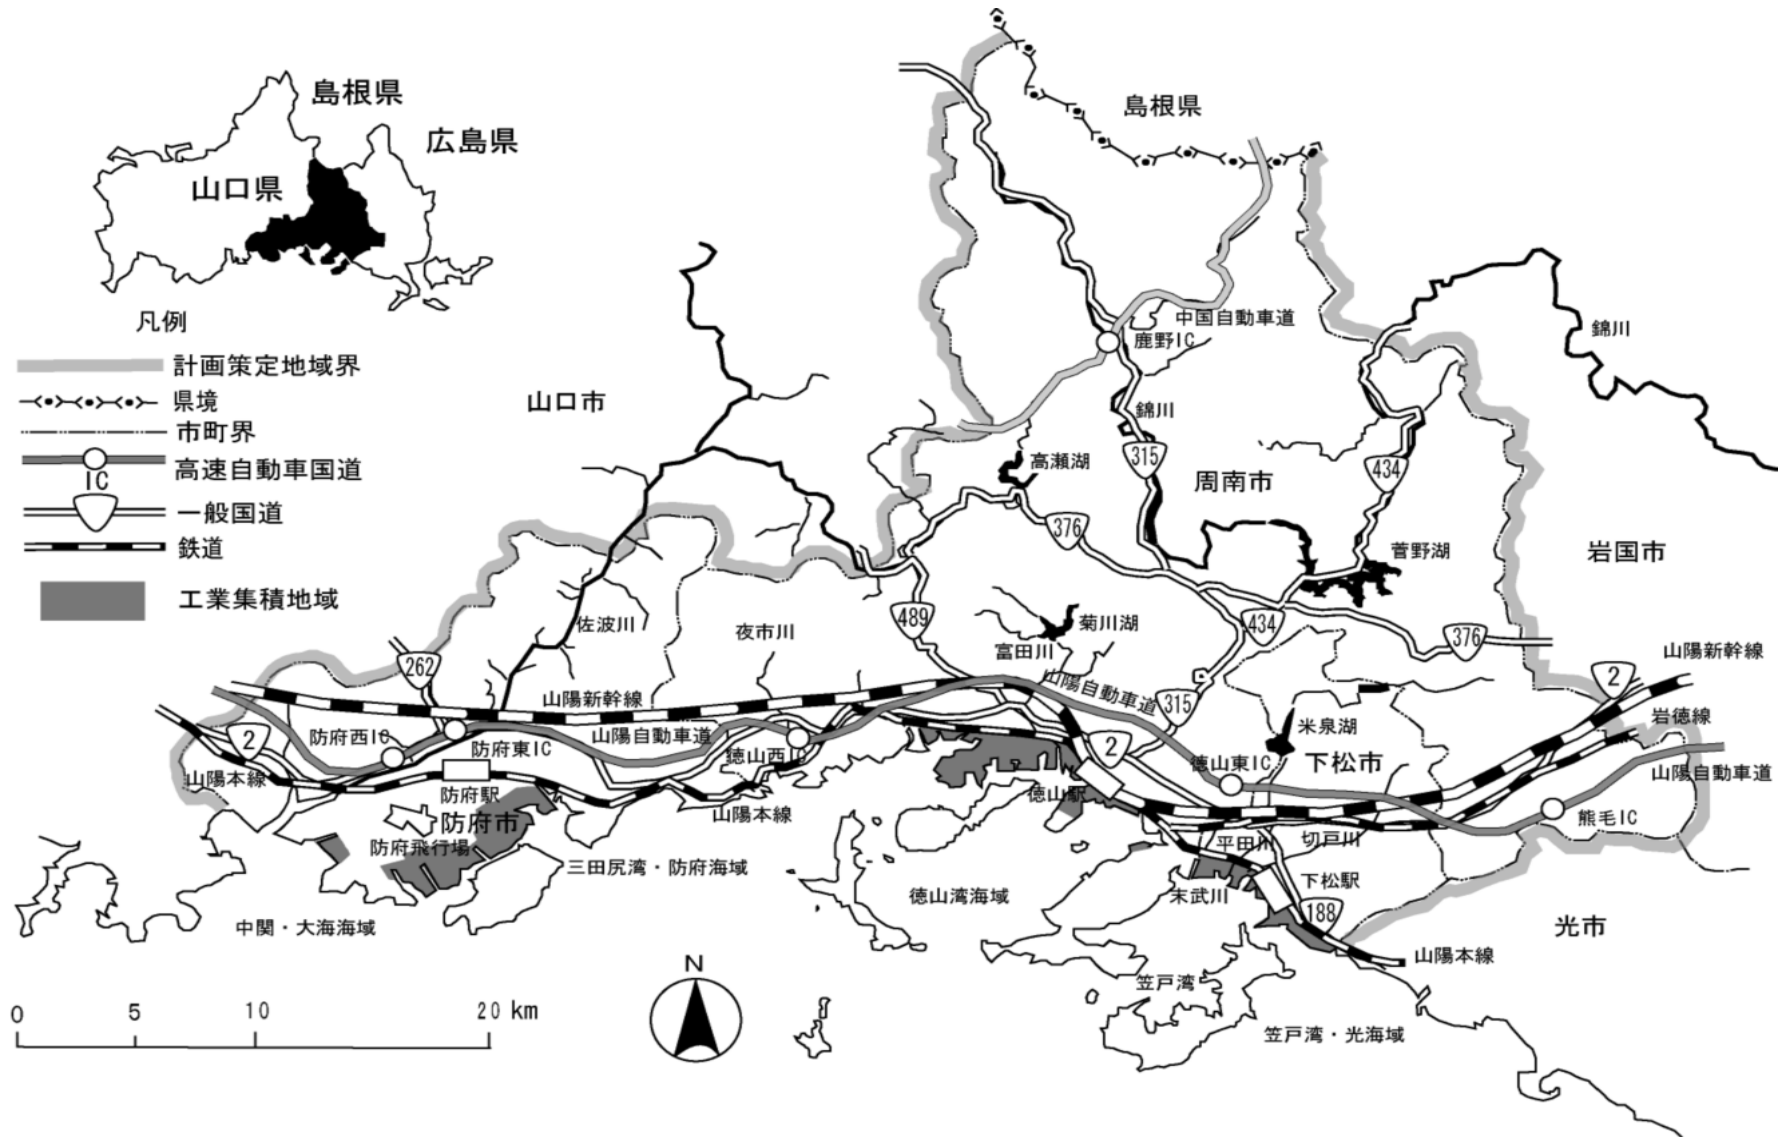 島根県
広島県
山口県
凡例
計画策定地域界
県境
市町界
高速自動車国道
IC
一般国道
鉄道
工業集積地域
島根県
中国自動車道
鹿野IC
錦川
錦川
山口市
高瀬湖
315
434
周南市
376
菅野湖
岩国市
佐波川
夜市川
489
菊川湖
富田川
434
376
262
山陽新幹線
山陽自動車道
315
2
山陽新幹線
岩徳線
防府西IC
2
防府東IC
山陽自動車道
徳山西IC
2
米泉湖
下松市
徳山東IC
山陽自動車道
山陽本線
防府駅
徳山駅
熊毛IC
山陽本線
防府市
防府飛行場
平田川
切戸川
三田尻湾・防府海域
徳山湾海域
末武川
下松駅
188
光市
中関・大海海域
山陽本線
N
笠戸湾
笠戸湾・光海域
0 5 10 20 km